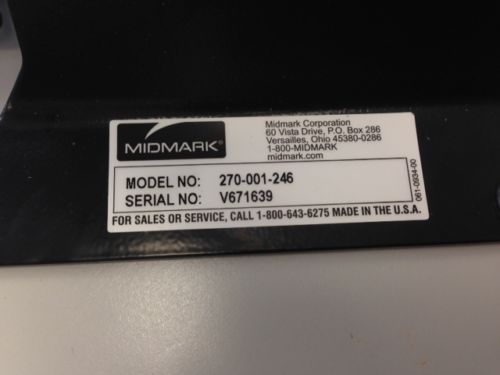 Midmark Corporation
60 Vista Drive, P.O. Box 286
Versailles, Ohio 45380-0286
1-800-MIDMARK
midmark.com
MIDMARK®
MODEL NO: 270-001-246
SERIAL NO: V671639
FOR SALES OR SERVICE, CALL 1-800-643-6275 MADE IN THE U.S.A.
061-0934-00